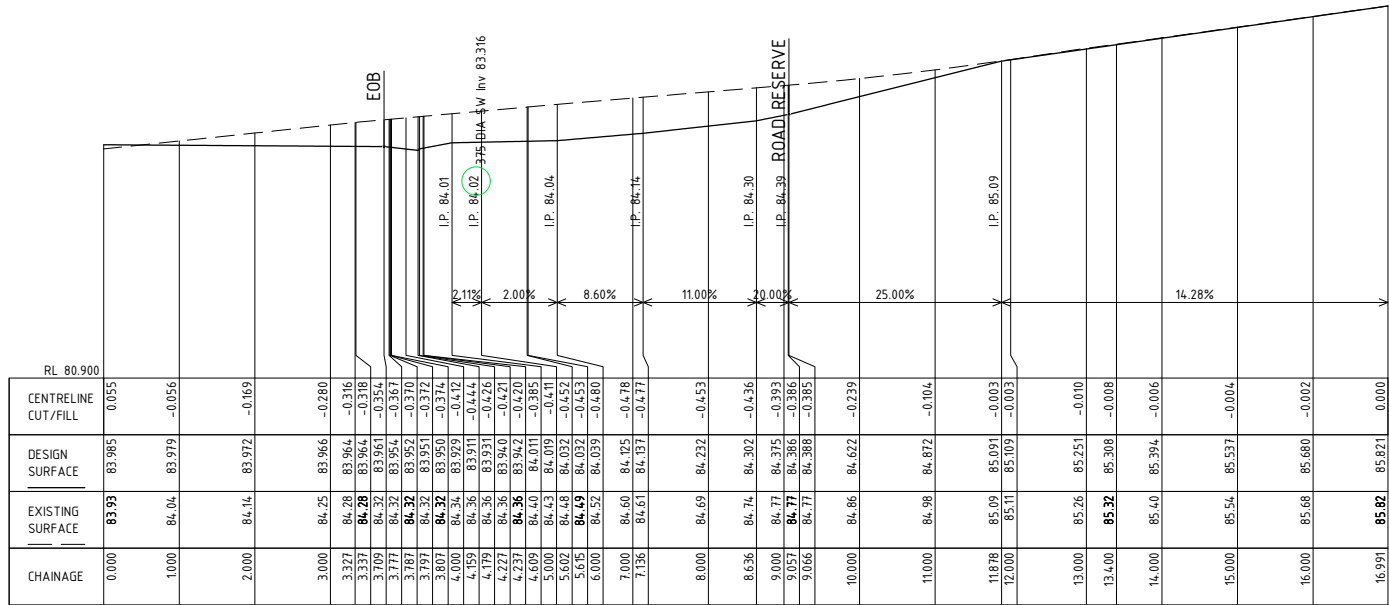 EOB
375 DIA SW Inv 83.316
ROAD RESERVE
I.P. 84.01
I.P. 84.02
I.P. 84.04
I.P. 84.14
I.P. 84.30
I.P. 84.39
I.P. 85.09
2.11% 2.00% 8.60% 11.00% 20.00% 25.00% 14.28%
RL 80.900
CENTRELINE
CUT/FILL
0.055 -0.056 -0.169 -0.280 -0.316 -0.318 -0.354 -0.367 -0.370 -0.372 -0.374 -0.412 -0.444 -0.426 -0.421 -0.420 -0.385 -0.411 -0.452 -0.453 -0.480 -0.478 -0.477 -0.453 -0.436 -0.393 -0.386 -0.385 -0.239 -0.104 -0.003 -0.003 -0.010 -0.008 -0.006 -0.004 -0.002 0.000
DESIGN
SURFACE
83.985 83.979 83.972 83.966 83.964 83.964 83.961 83.954 83.952 83.951 83.950 83.929 83.911 83.931 83.940 83.942 84.011 84.019 84.032 84.032 84.039 84.125 84.137 84.232 84.302 84.375 84.386 84.388 84.622 84.872 85.091 85.109 85.251 85.308 85.394 85.537 85.680 85.821
EXISTING
SURFACE
83.93 84.04 84.14 84.25 84.28 84.28 84.32 84.32 84.32 84.32 84.32 84.34 84.36 84.36 84.36 84.36 84.40 84.43 84.48 84.49 84.52 84.60 84.61 84.69 84.74 84.77 84.77 84.77 84.86 84.98 85.09 85.11 85.26 85.32 85.40 85.54 85.68 85.82
CHAINAGE
0.000 1.000 2.000 3.000 3.327 3.337 3.709 3.777 3.787 3.797 3.807 4.000 4.159 4.179 4.227 4.237 4.609 5.000 5.602 5.615 6.000 7.000 7.136 8.000 8.636 9.000 9.057 9.066 10.000 11.000 11.878 12.000 13.000 13.400 14.000 15.000 16.000 16.991